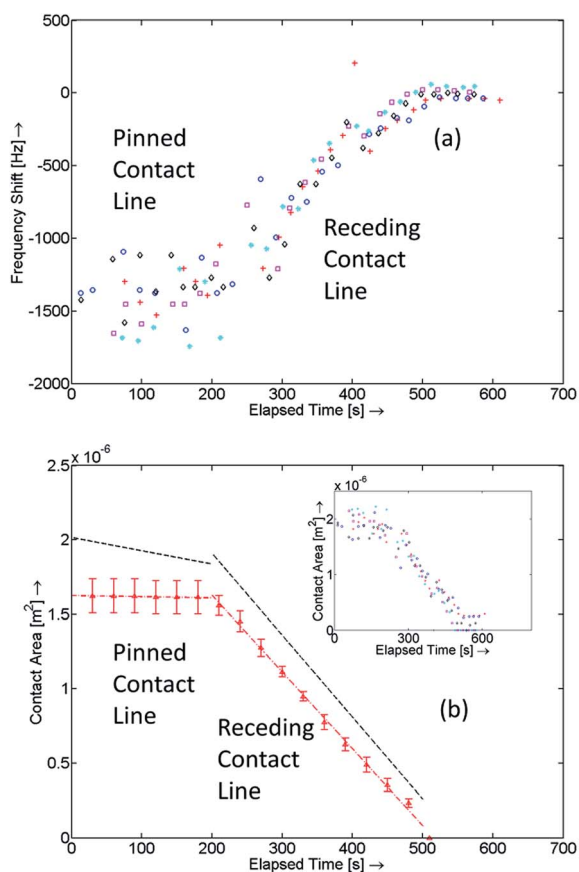 500
0
-500
-1000
-1500
-2000
Frequency Shift [Hz] →
Pinned
Contact
Line
(a)
Receding
Contact
Line
0 100 200 300 400 500 600 700
Elapsed Time [s] →
x 10⁻⁶
2.5
2
1.5
1
0.5
0
Contact Area [m²] →
Pinned
Contact
Line
Receding
Contact
Line
(b)
x 10⁻⁶
2
1
0
Contact Area [m²] →
0 300 600
Elapsed Time [s] →
0 100 200 300 400 500 600 700
Elapsed Time [s] →